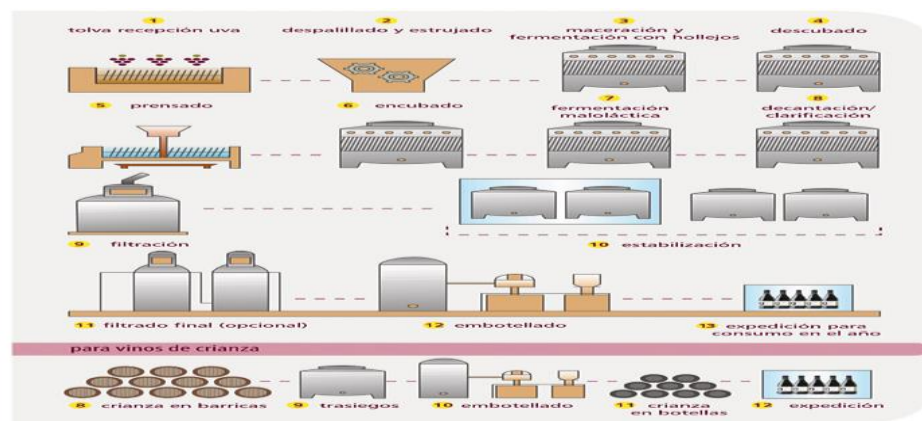 1 2 3 4
tolva recepción uva despalillado y estrujado maceración y fermentación con hollejos descubado
5 prensado 6 encubado 7 fermentación maloláctica 8 decantación/ clarificación
9 filtración 10 estabilización
11 filtrado final (opcional) 12 embotellado 13 expedición para consumo en el año
para vinos de crianza
8 crianza en barricas 9 trasiegos 10 embotellado 11 crianza en botellas 12 expedición